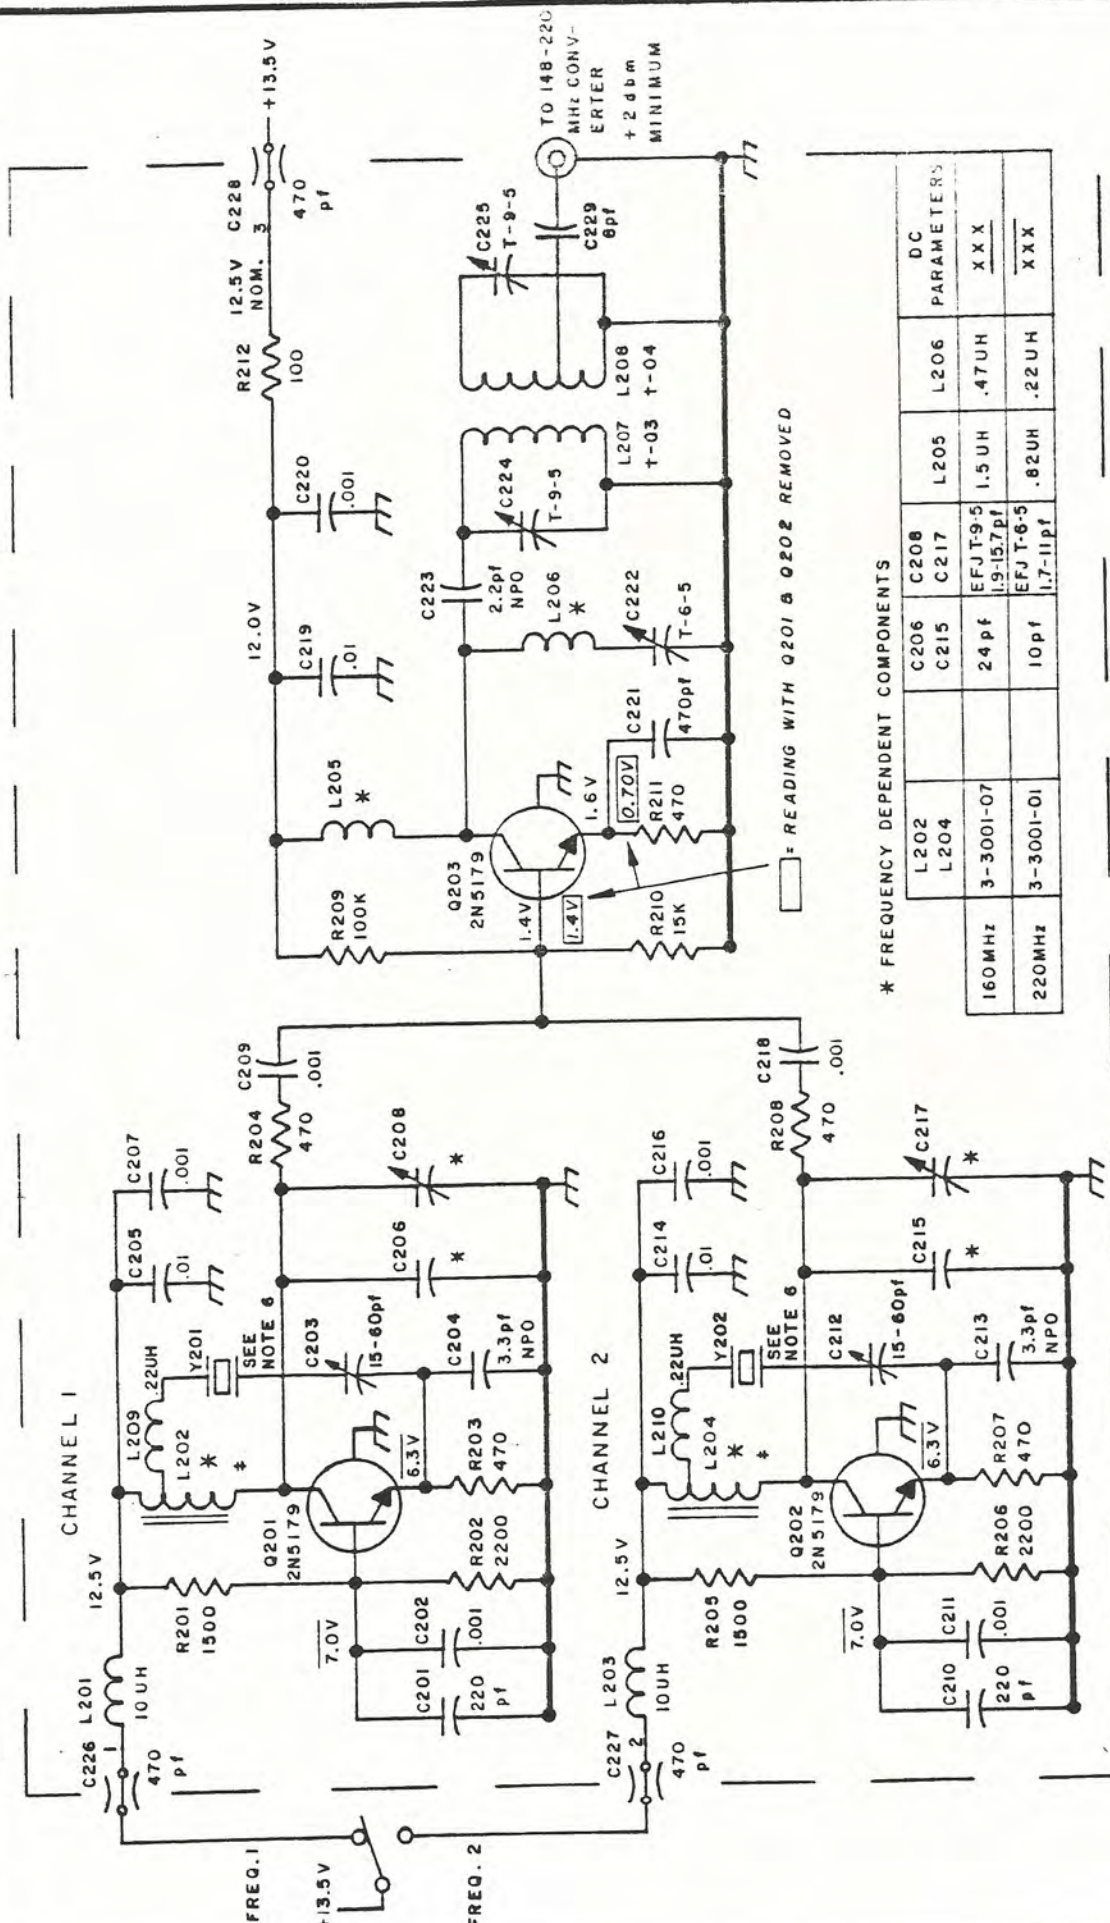 CHANNEL 1
FREQ.1
+13.5V
FREQ. 2
C226
1
470
pf
L201
10UH
12.5V
R201
1500
7.0V
C201
220
pf
C202
.001
R202
2200
Q201
2N5179
6.3V
R203
470
L209
.22UH
L202
*
‡
Y201
SEE
NOTE 6
C203
15-60pf
C204
3.3pf
NPO
C205
.01
C207
.001
C206
*
C208
*
R204
470
C209
.001
CHANNEL 2
C227
2
470
pf
L203
10UH
12.5V
R205
1500
7.0V
C210
220
pf
C211
.001
R206
2200
Q202
2N5179
6.3V
R207
470
L210
.22UH
L204
*
‡
Y202
SEE
NOTE 6
C212
15-60pf
C213
3.3pf
NPO
C214
.01
C216
.001
C215
*
C217
*
R208
470
C218
.001
R209
100K
R210
15K
Q203
2N5179
1.4V
1.4V
1.6V
0.70V
R211
470
C221
470pf
L205
*
12.0V
C219
.01
C220
.001
R212
100
12.5V
NOM.
3
C228
470
pf
+13.5V
C223
2.2pf
NPO
L206
*
C222
T-6-5
C224
T-9-5
L207
t-03
L208
t-04
C225
T-9-5
C229
6pf
TO 148-220
MHz CONV-
ERTER
+2 dbm
MINIMUM
= READING WITH Q201 & Q202 REMOVED
* FREQUENCY DEPENDENT COMPONENTS
L202 L204 C206 C215 C208 C217 L205 L206 DC PARAMETERS
160MHz 3-3001-07 24pf EFJ T-9-5 1.9-15.7pf 1.5UH .47UH XXX
220MHz 3-3001-01 10pf EFJ T-6-5 1.7-11pf .82UH .22UH XXX